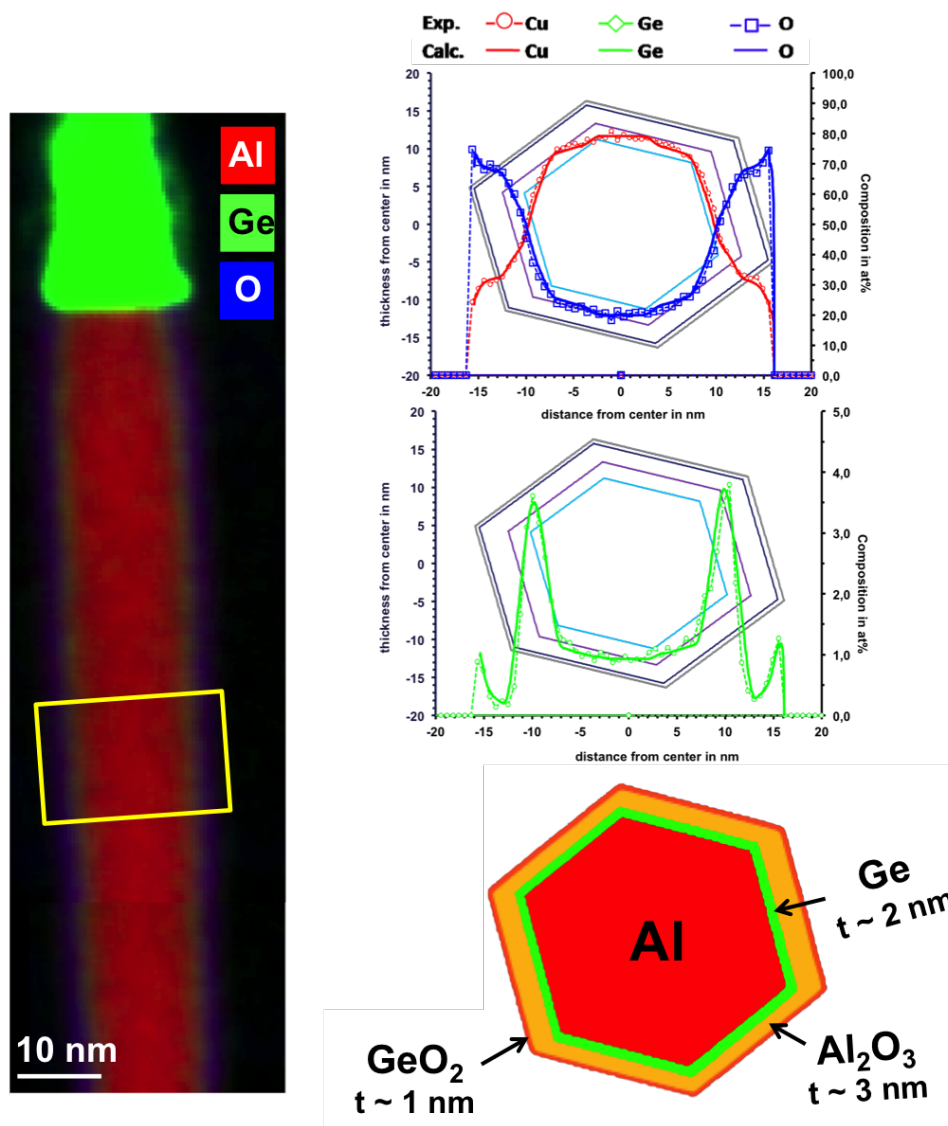 Exp. Cu Ge O
Calc. Cu Ge O
Al
Ge
O
10 nm
20
15
10
5
0
-5
-10
-15
-20
thickness from center in nm
100,0
90,0
80,0
70,0
60,0
50,0
40,0
30,0
20,0
10,0
0,0
Composition in at%
-20 -15 -10 -5 0 5 10 15 20
distance from center in nm
20
15
10
5
0
-5
-10
-15
-20
thickness from center in nm
5,0
4,0
3,0
2,0
1,0
0,0
Composition in at%
-20 -15 -10 -5 0 5 10 15 20
distance from center in nm
Al
Ge
t ~ 2 nm
Al₂O₃
t ~ 3 nm
GeO₂
t ~ 1 nm